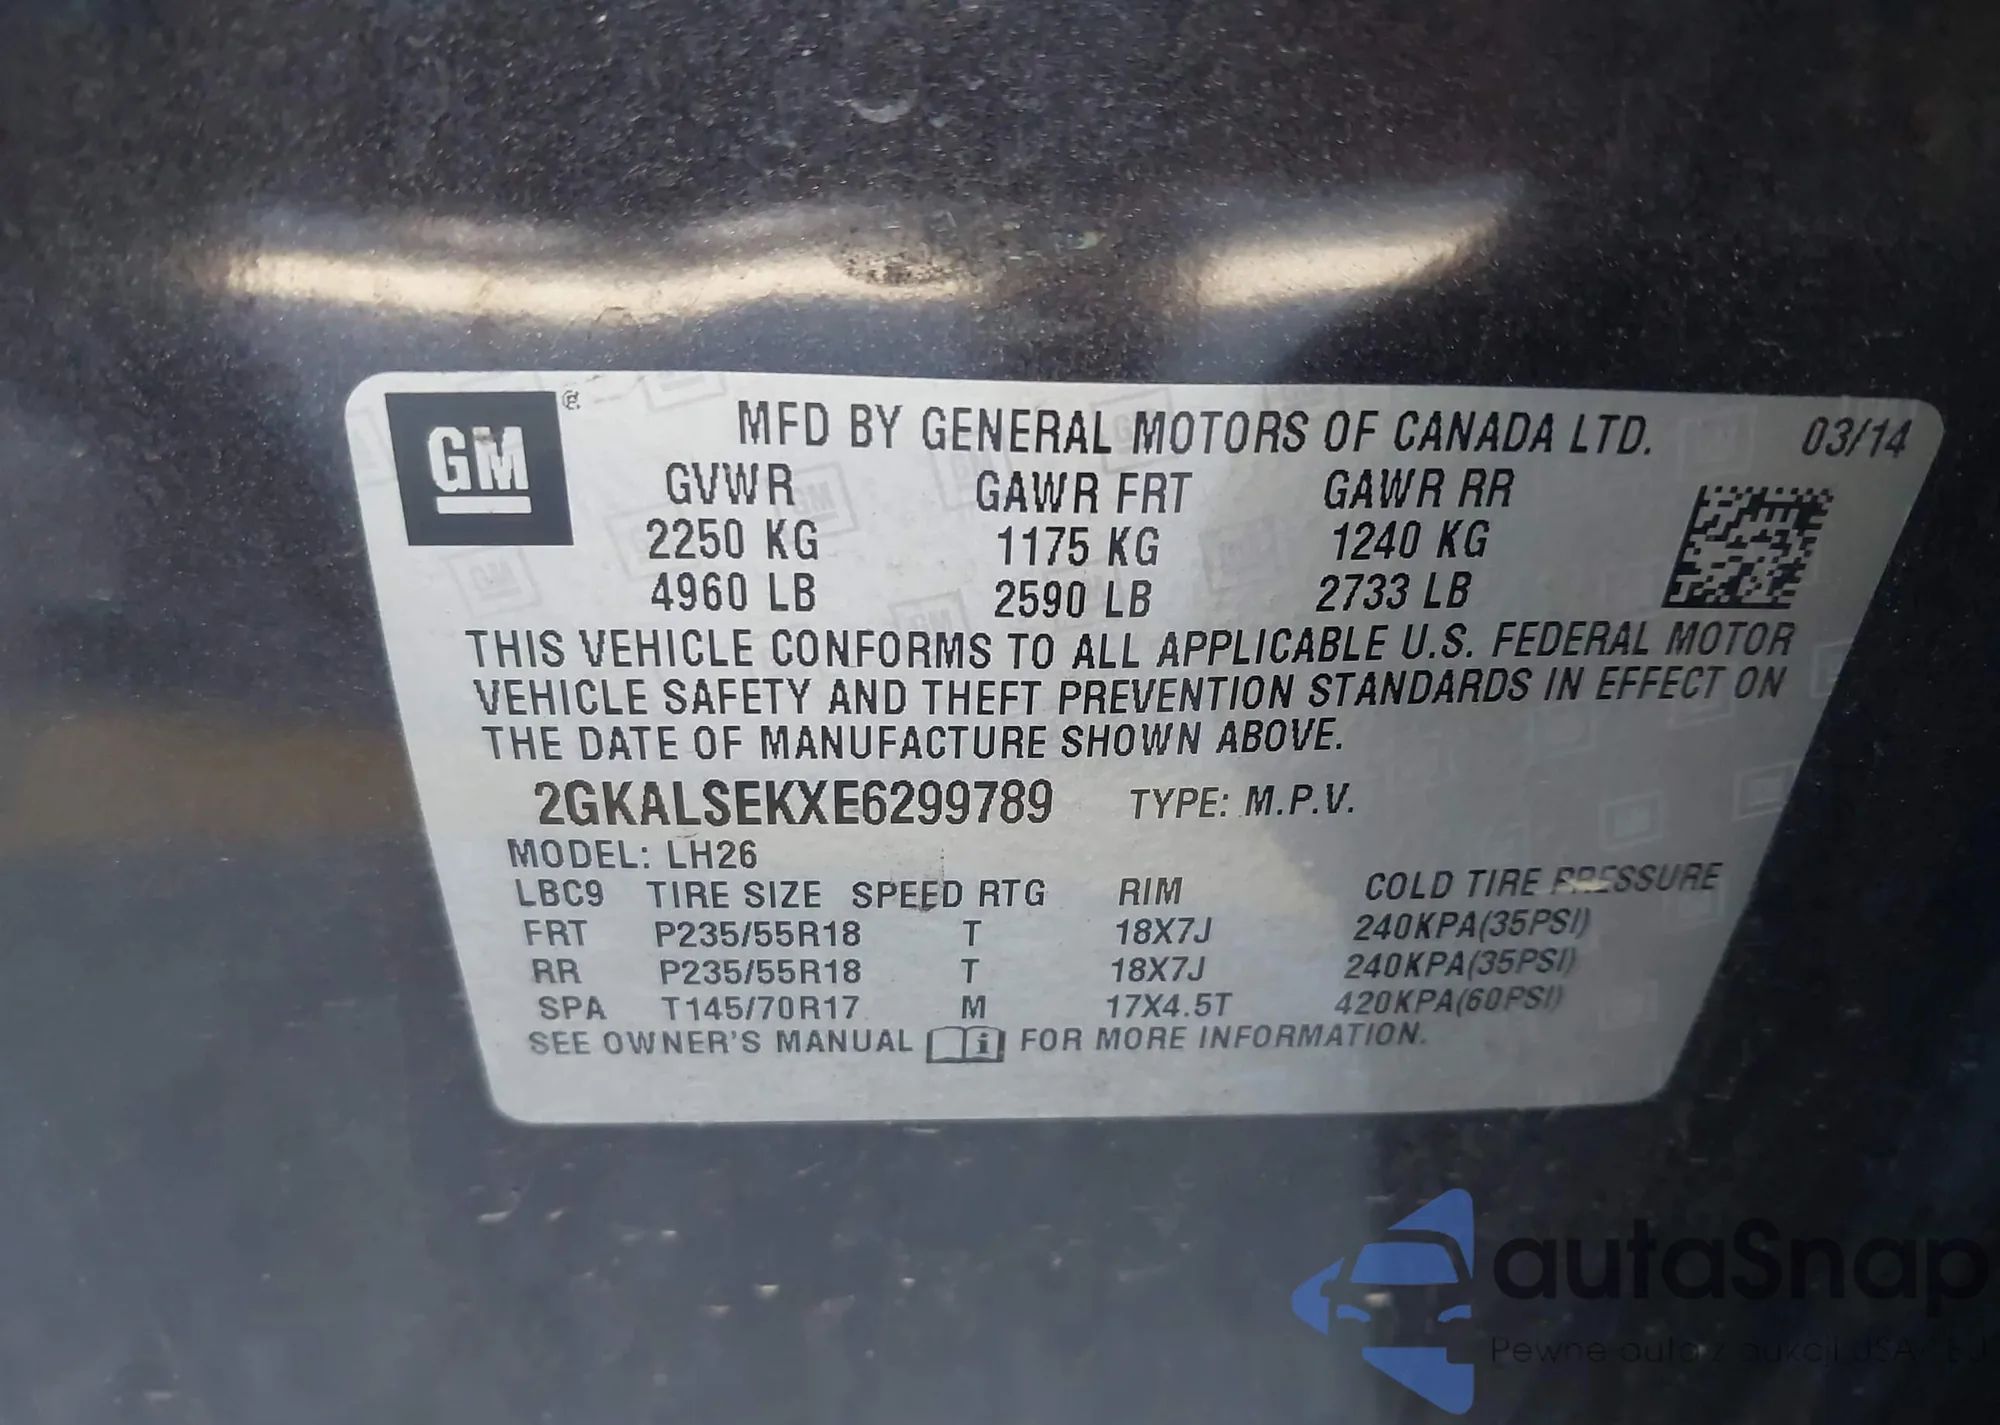 GM ®
MFD BY GENERAL MOTORS OF CANADA LTD. 03/14
GVWR GAWR FRT GAWR RR
2250 KG 1175 KG 1240 KG
4960 LB 2590 LB 2733 LB
THIS VEHICLE CONFORMS TO ALL APPLICABLE U.S. FEDERAL MOTOR
VEHICLE SAFETY AND THEFT PREVENTION STANDARDS IN EFFECT ON
THE DATE OF MANUFACTURE SHOWN ABOVE.
2GKALSEKXE6299789 TYPE: M.P.V.
MODEL: LH26
LBC9 TIRE SIZE SPEED RTG RIM COLD TIRE PRESSURE
FRT P235/55R18 T 18X7J 240KPA(35PSI)
RR P235/55R18 T 18X7J 240KPA(35PSI)
SPA T145/70R17 M 17X4.5T 420KPA(60PSI)
SEE OWNER'S MANUAL i FOR MORE INFORMATION.
autaSnap
Pewne auta z aukcji USA